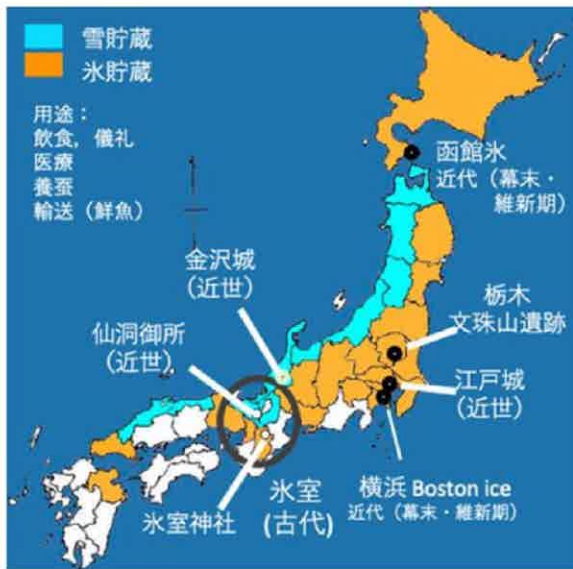 雪貯蔵
氷貯蔵
用途：
飲食，儀礼
医療
養蚕
輸送（鮮魚）
函館氷
近代（幕末・
維新期）
金沢城
（近世）
栃木
文珠山遺跡
仙洞御所
（近世）
江戸城
（近世）
氷室
（古代）
氷室神社
横浜 Boston ice
近代（幕末・維新期）